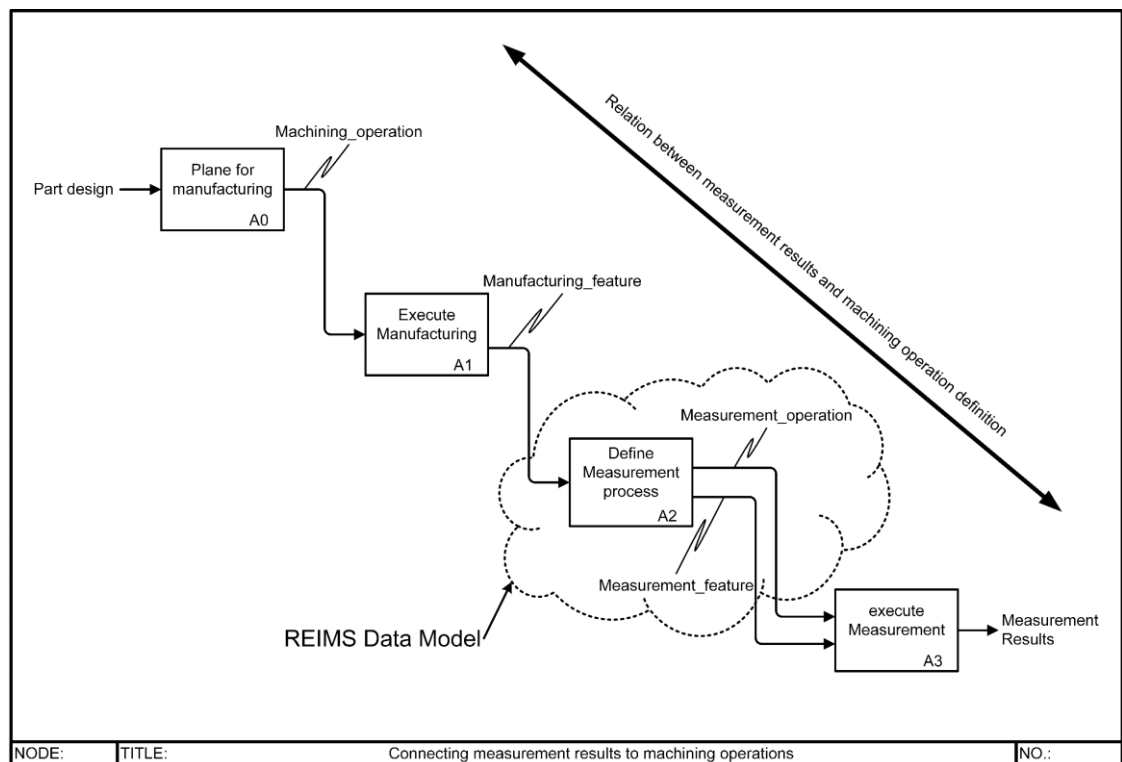 Machining_operation
Part design
Plane for
manufacturing
A0
Relation between measurement results and machining operation definition
Manufacturing_feature
Execute
Manufacturing
A1
Measurement_operation
Define
Measurement
process
A2
Measurement_feature
REIMS Data Model
execute
Measurement
A3
Measurement
Results
NODE:
TITLE:
Connecting measurement results to machining operations
NO.: